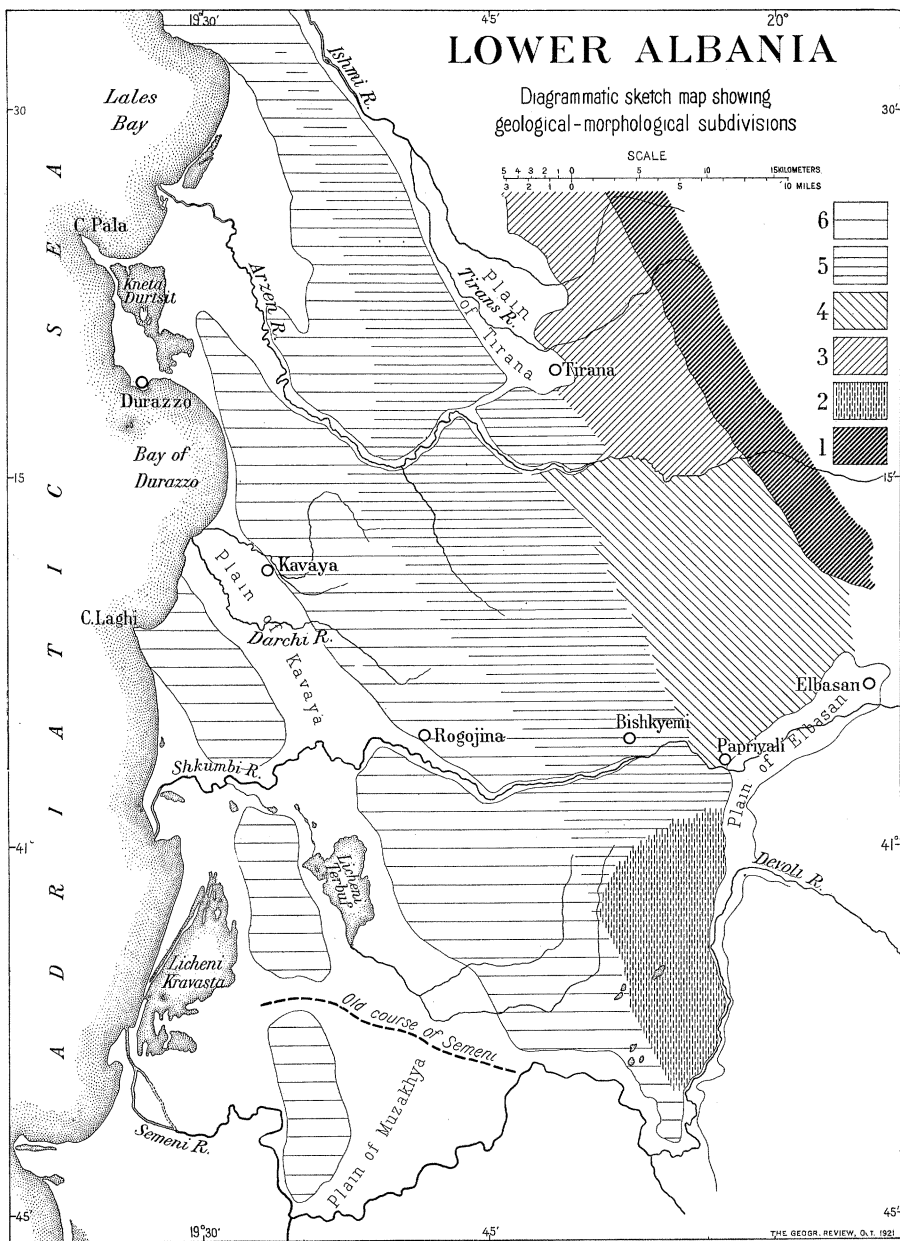 19°30'
45'
20°
LOWER ALBANIA
Diagrammatic sketch map showing
geological-morphological subdivisions
SCALE
5 4 3 2 1 0 5 10 15 KILOMETERS
3 2 1 0 5 10 MILES
30
30'
6
5
4
3
2
1
Ishmi R.
Lales
Bay
C. Pala
Kneta
Durtsit
Arzen R.
Tirans R.
Plain
of Tirana
Tirana
Durazzo
Bay of
Durazzo
15
15'
Kavaya
Plain of Kavaya
C. Laghi
Darchi R.
Elbasan
Rogojina
Bishkyemi
Papriyali
Plain of Elbasan
Shkumbi R.
41°
41°
Licheni
Terbuf
Devoli R.
Licheni
Kravasta
Old course of Semeni
Plain of Muzakhya
Semeni R.
ADRIATIC SEA
45'
45'
19°30'
45'
THE GEOGR. REVIEW, OCT. 1921